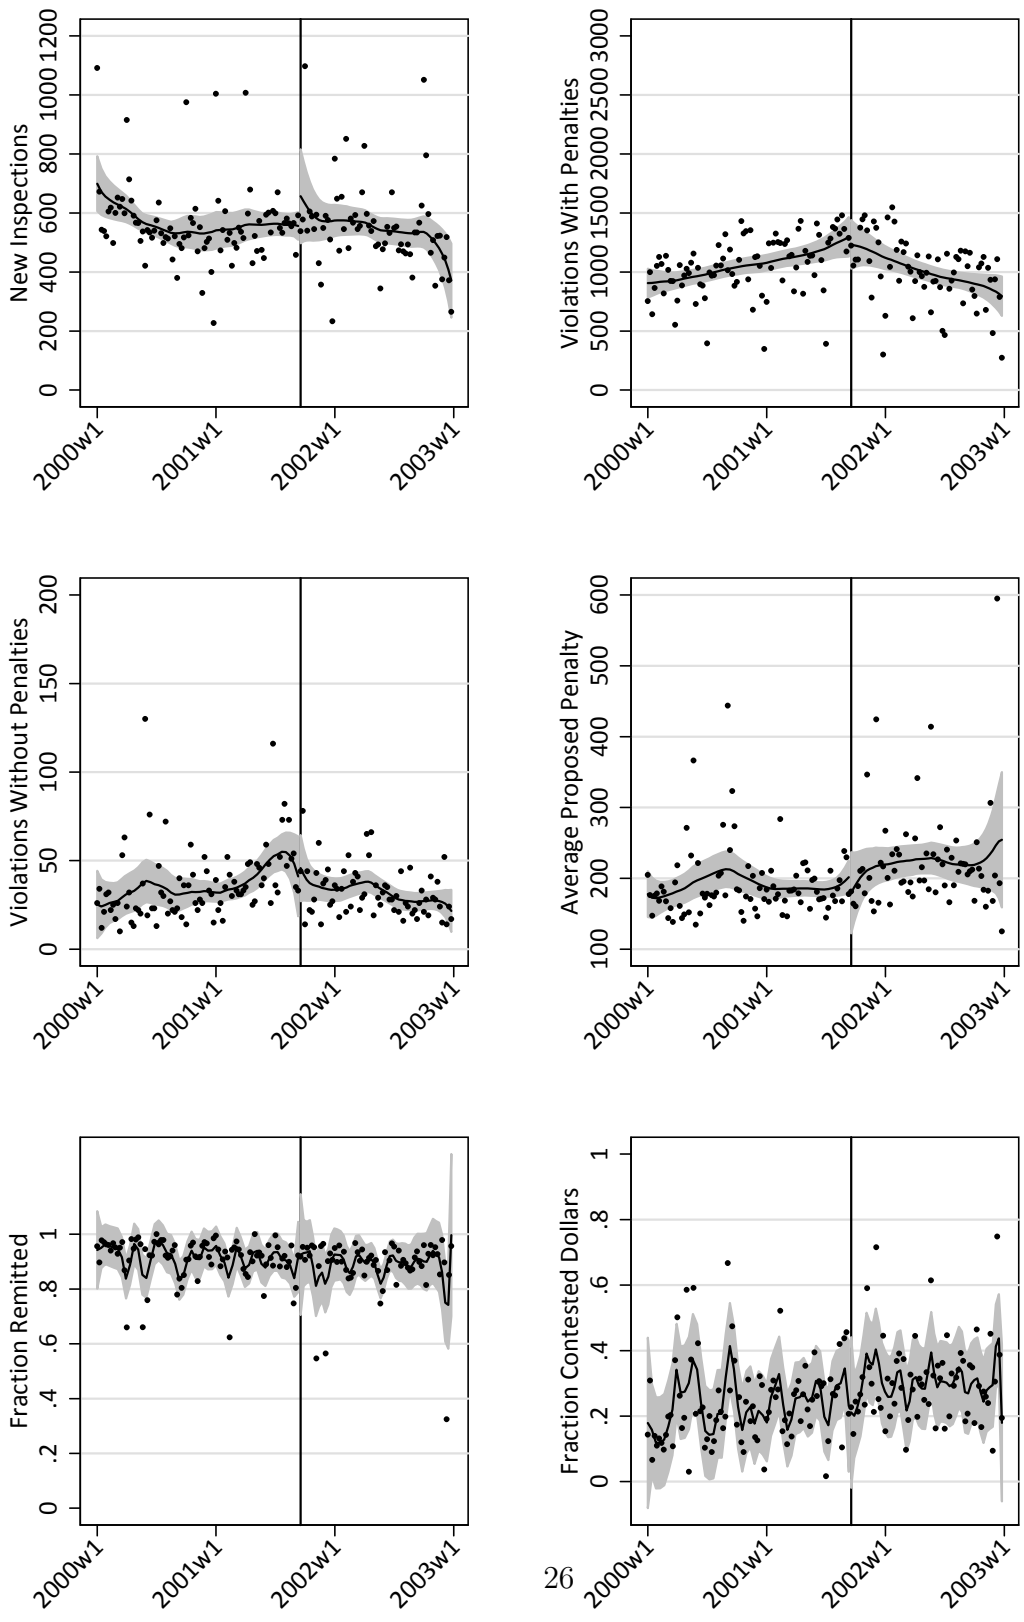 New Inspections
0
200
400
600
800
1000
1200
2000w1
2001w1
2002w1
2003w1
Violations With Penalties
0
500
1000
1500
2000
2500
3000
2000w1
2001w1
2002w1
2003w1
Violations Without Penalties
0
50
100
150
200
2000w1
2001w1
2002w1
2003w1
Average Proposed Penalty
100
200
300
400
500
600
2000w1
2001w1
2002w1
2003w1
Fraction Remitted
0
.2
.4
.6
.8
1
2000w1
2001w1
2002w1
2003w1
Fraction Contested Dollars
0
.2
.4
.6
.8
1
2000w1
2001w1
2002w1
2003w1
26